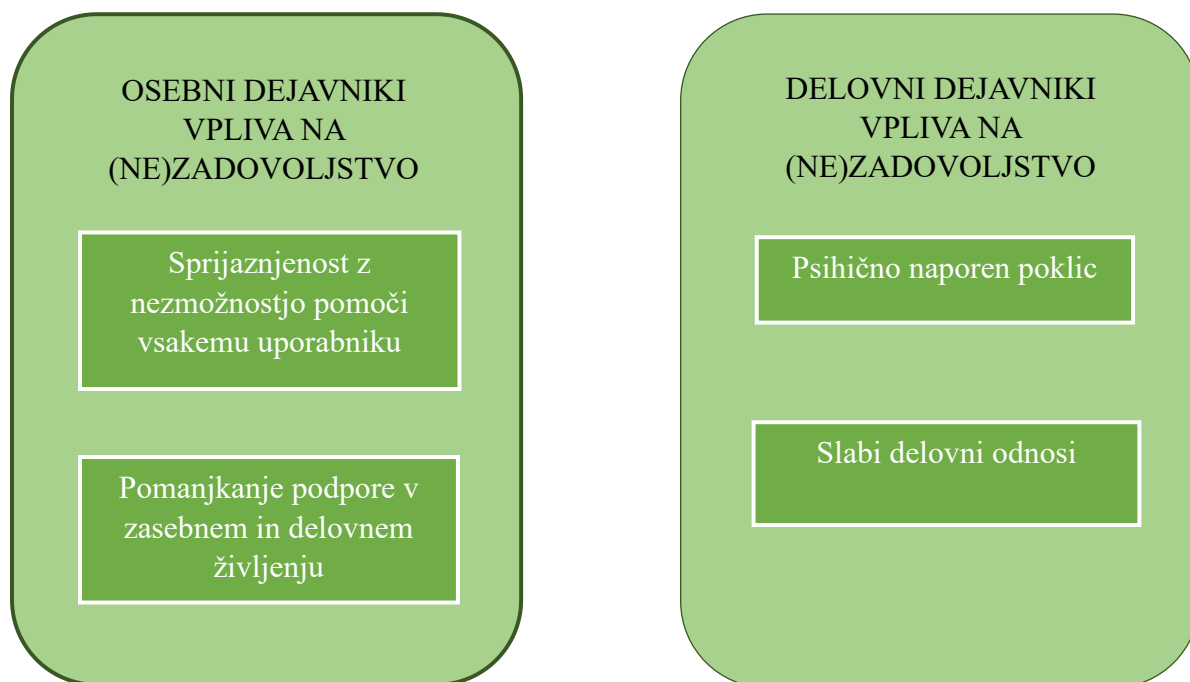 OSEBNI DEJAVNIKI
VPLIVA NA
(NE)ZADOVOLJSTVO
Sprijaznjenost z
nezmožnostjo pomoči
vsakemu uporabniku
Pomanjkanje podpore v
zasebnem in delovnem
življenju
DELOVNI DEJAVNIKI
VPLIVA NA
(NE)ZADOVOLJSTVO
Psihično naporen poklic
Slabi delovni odnosi